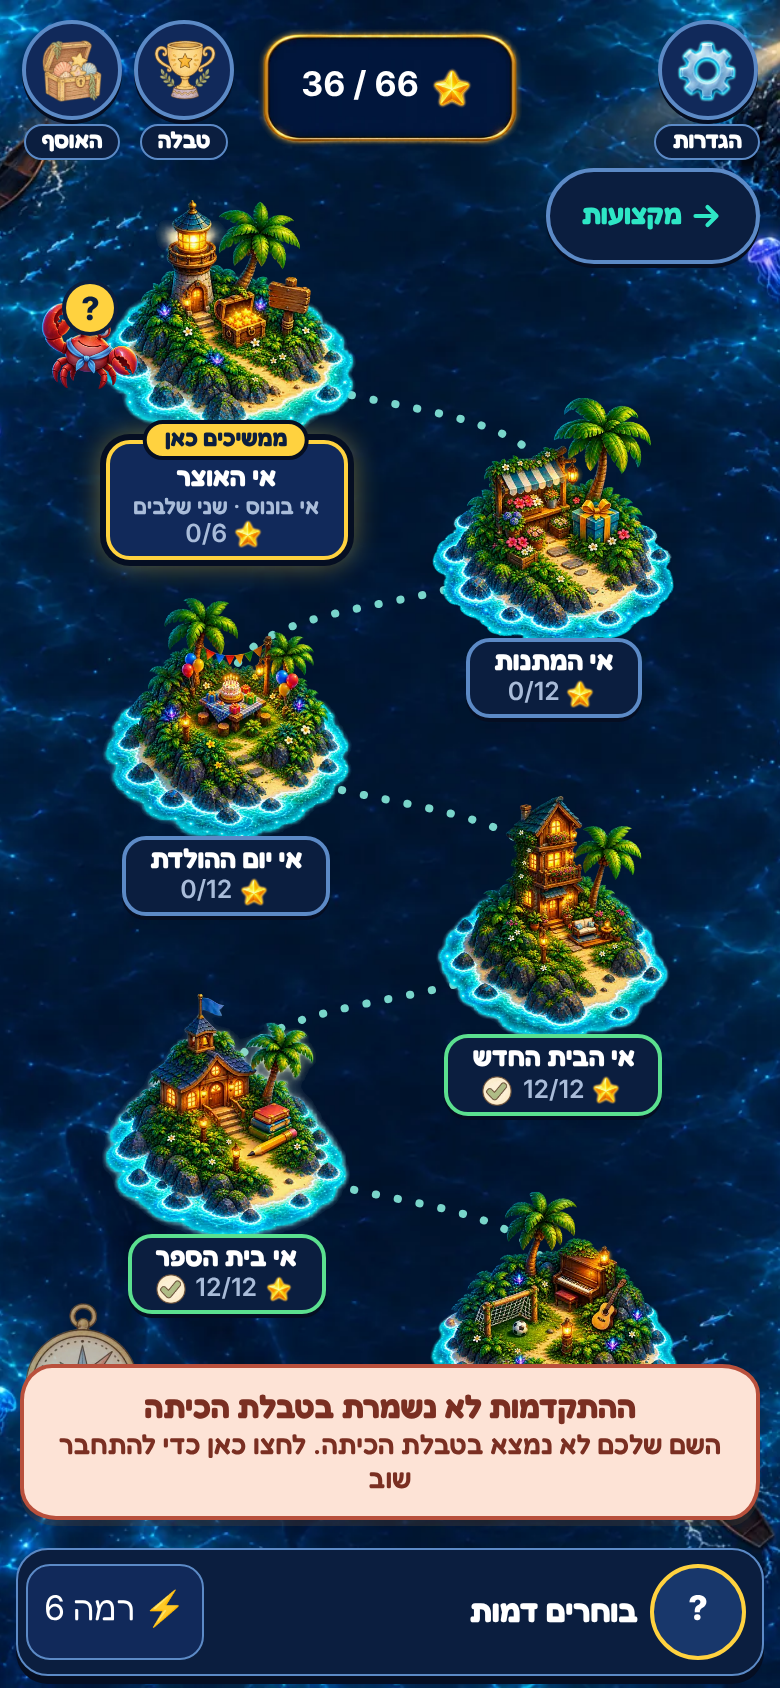 36 / 66
הגדרות
טבלה
האוסף
מקצועות →
?
ממשיכים כאן
אי האוצר
אי בונוס · שני שלבים
0/6
אי המתנות
0/12
אי יום ההולדת
0/12
אי הבית החדש
12/12
אי בית הספר
12/12
ההתקדמות לא נשמרת בטבלת הכיתה
השם שלכם לא נמצא בטבלת הכיתה. לחצו כאן כדי להתחבר
שוב
?
בוחרים דמות
רמה 6